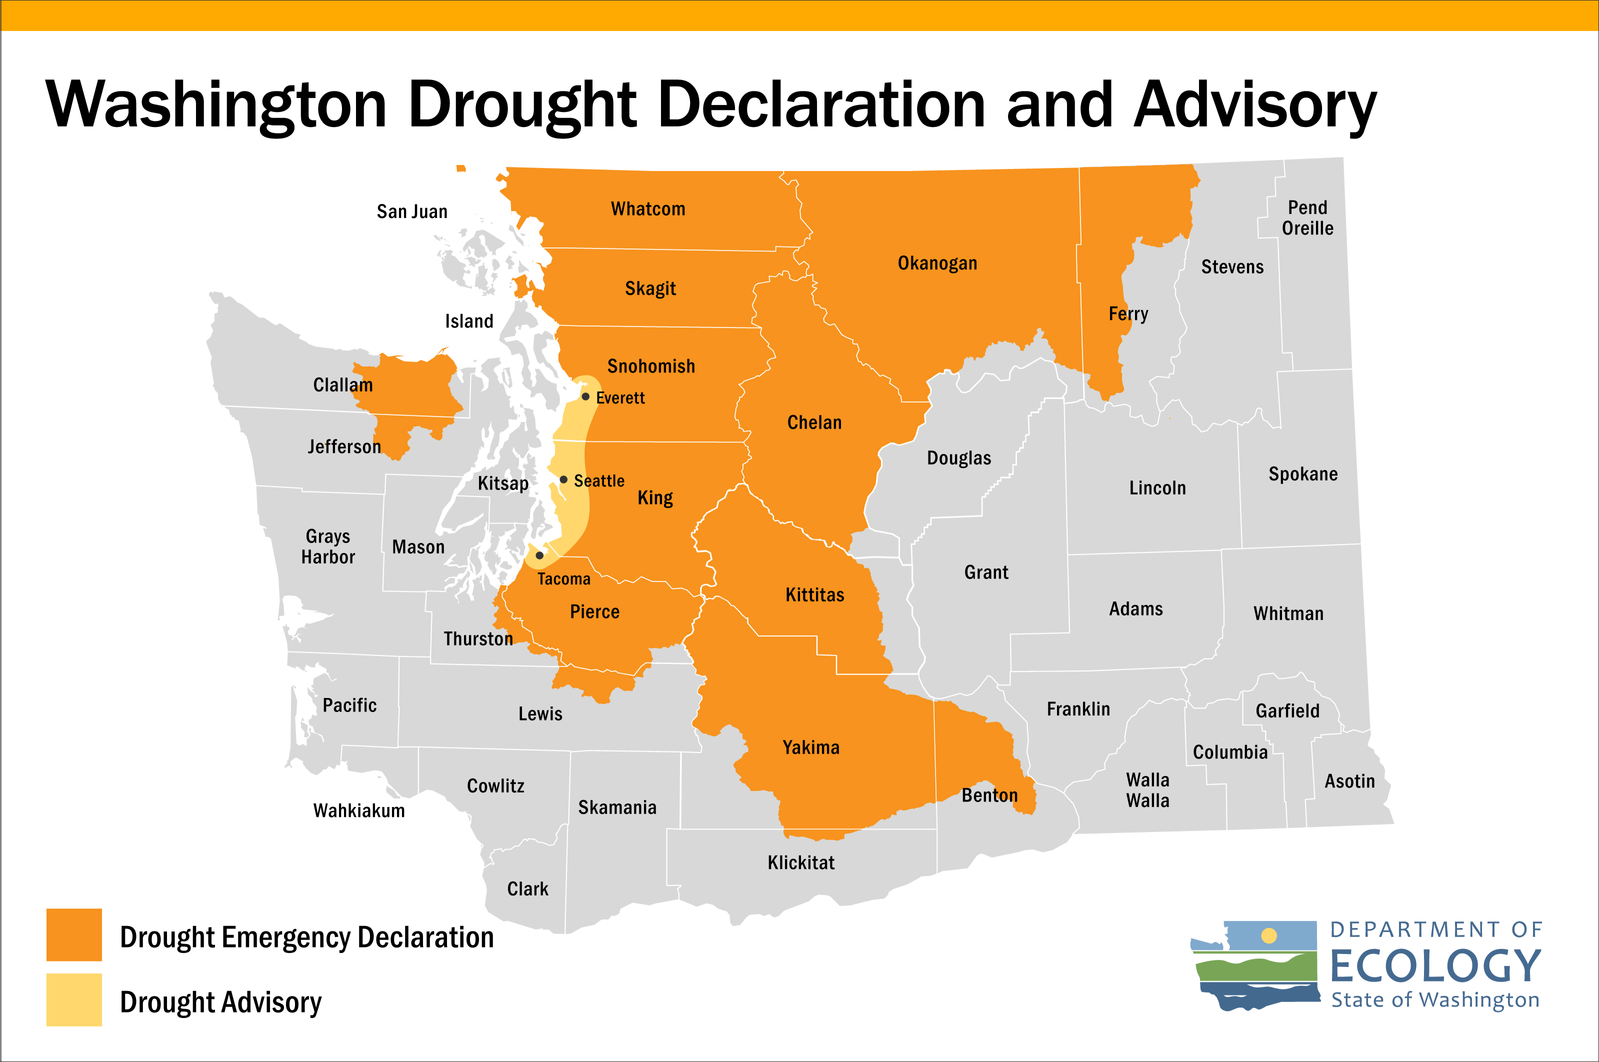 Washington Drought Declaration and Advisory
San Juan
Whatcom
Pend
Oreille
Okanogan
Stevens
Skagit
Ferry
Island
Snohomish
Clallam
Everett
Chelan
Jefferson
Douglas
Spokane
Kitsap
Seattle
Lincoln
King
Grays
Harbor
Mason
Grant
Tacoma
Kittitas
Adams
Pierce
Whitman
Thurston
Pacific
Lewis
Franklin
Garfield
Yakima
Columbia
Cowlitz
Benton
Walla
Walla
Asotin
Wahkiakum
Skamania
Klickitat
Clark
Drought Emergency Declaration
Drought Advisory
DEPARTMENT OF
ECOLOGY
State of Washington